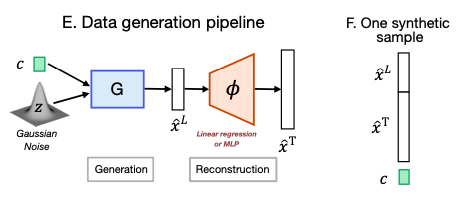 E. Data generation pipeline
F. One synthetic
sample
c
z
Gaussian
Noise
G
x̂ᴸ
ϕ
Linear regression
or MLP
x̂ᵀ
Generation
Reconstruction
x̂ᴸ
x̂ᵀ
c